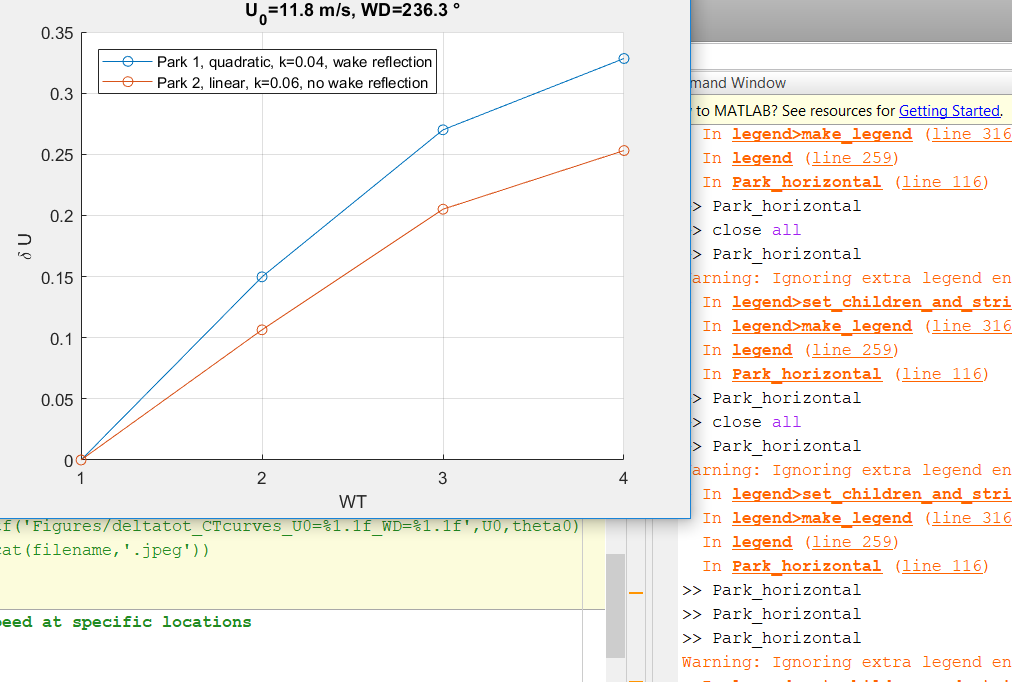 U0=11.8 m/s, WD=236.3 °
0.35
0.3
0.25
0.2
0.15
0.1
0.05
0
δ U
Park 1, quadratic, k=0.04, wake reflection
Park 2, linear, k=0.06, no wake reflection
1 2 3 4
WT
f('Figures/deltatot_CTcurves_U0=%1.1f_WD=%1.1f',U0,theta0)
cat(filename,'.jpeg'))
eed at specific locations
mand Window
to MATLAB? See resources for Getting Started.
In legend>make_legend (line 316
In legend (line 259)
In Park_horizontal (line 116)
> Park_horizontal
> close all
> Park_horizontal
arning: Ignoring extra legend en
In legend>set_children_and_stri
In legend>make_legend (line 316
In legend (line 259)
In Park_horizontal (line 116)
> Park_horizontal
> close all
> Park_horizontal
arning: Ignoring extra legend en
In legend>set_children_and_stri
In legend>make_legend (line 316
In legend (line 259)
In Park_horizontal (line 116)
>> Park_horizontal
>> Park_horizontal
>> Park_horizontal
Warning: Ignoring extra legend en